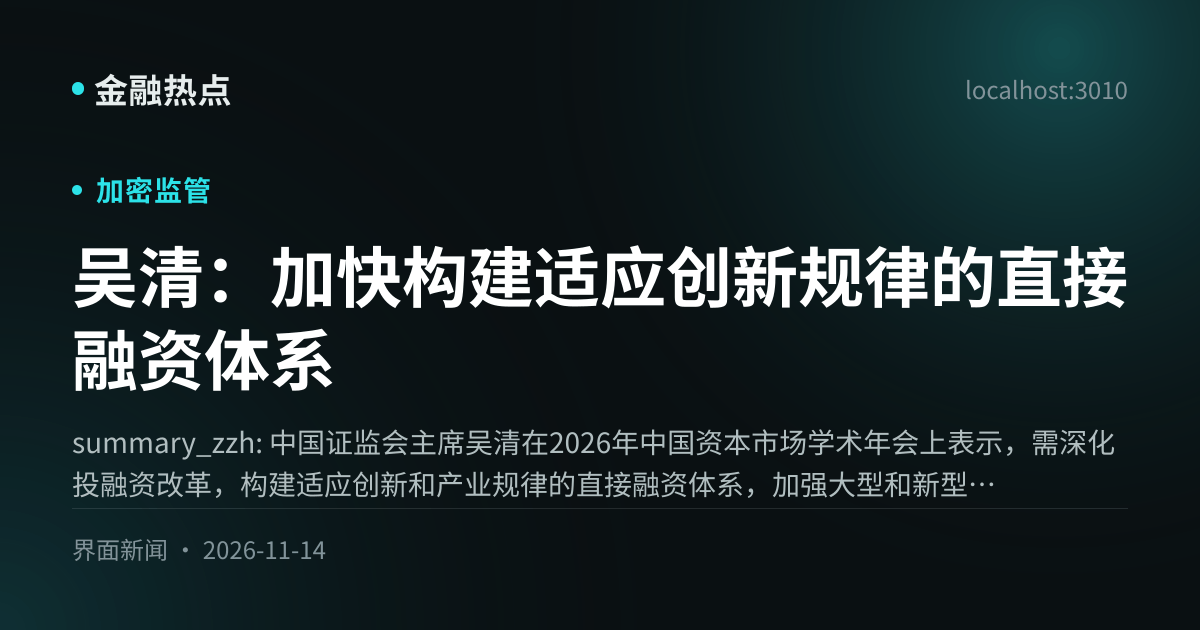 金融热点
localhost:3010
加密监管
吴清：加快构建适应创新规律的直接
融资体系
summary_zzh: 中国证监会主席吴清在2026年中国资本市场学术年会上表示，需深化
投融资改革，构建适应创新和产业规律的直接融资体系，加强大型和新型…
界面新闻 • 2026-11-14